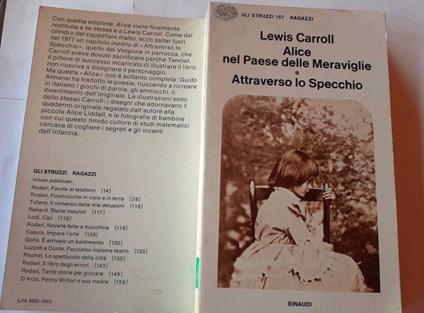 Con questa edizione, Alice viene finalmente
restituita a se stessa e a Lewis Carroll. Come dal
cilindro del cappellaio matto, ecco saltar fuori
nel 1977 un capitolo inedito di «Attraverso lo
Specchio», quello del Vespone in parrucca, che
Carroll aveva dovuto sacrificare perché Tenniel,
il pittore di successo incaricato di illustrare il libro,
non riusciva a disegnare il personaggio.
Ma questa «Alice» non è soltanto completa: Guido
Almansi ha tradotto le poesie, riuscendo a ricreare
in italiano i giochi di parole, gli ammicchi, il
divertimento dell'originale. Le illustrazioni sono
dello stesso Carroll: i disegni che adornavano il
quaderno originale regalato dall'autore alla
piccola Alice Liddell, e le fotografie di bambine
con cui questo timido cultore di studi matematici
cercava di cogliere i segreti e gli incanti
dell'infanzia.
GLI STRUZZI RAGAZZI
Volumi pubblicati:
Rodari, Favole al telefono (14)
Rodari, Filastrocche in cielo e in terra (28)
Tofano, Il romanzo delle mie delusioni (116)
Renard, Storie naturali (117)
Lodi, Cipì (118)
Rodari, Novelle fatte a macchina (119)
Casula, Impara l'arte (128)
Golia, È arrivato un bastimento (130)
Luzzati e Conte, Facciamo insieme teatro (133)
Pischel, Lo spettacolo della città (135)
Rodari, Il libro degli errori (143)
Rodari, Tante storie per giocare (146)
D'Arzo, Penny Wirton e sua madre (156)
Lire 3500
GLI STRUZZI 157 RAGAZZI
Lewis Carroll
Alice
nel Paese delle Meraviglie
e
Attraverso lo Specchio
EINAUDI